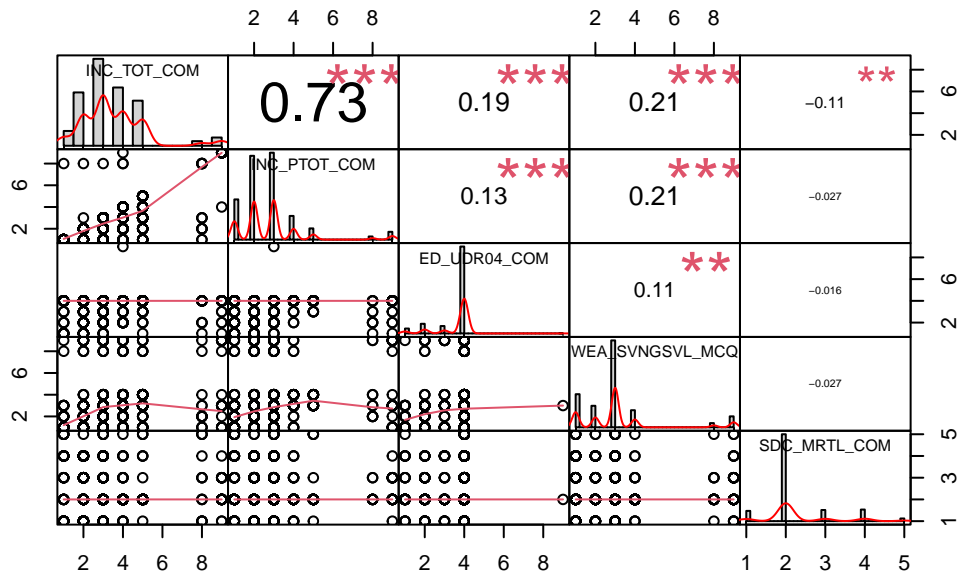 2 4 6 8 2 4 6 8
INC_TOT_COM
0.73 ***
0.19 ***
0.21 ***
−0.11 **
2 6
2 6
INC_PTOT_COM
0.13 ***
0.21 ***
−0.027
ED_UDR04_COM
0.11 **
−0.016
2 6
2 6
WEA_SVNGSVL_MCQ
−0.027
SDC_MRTL_COM
1 3 5
2 4 6 8 2 4 6 8 1 2 3 4 5